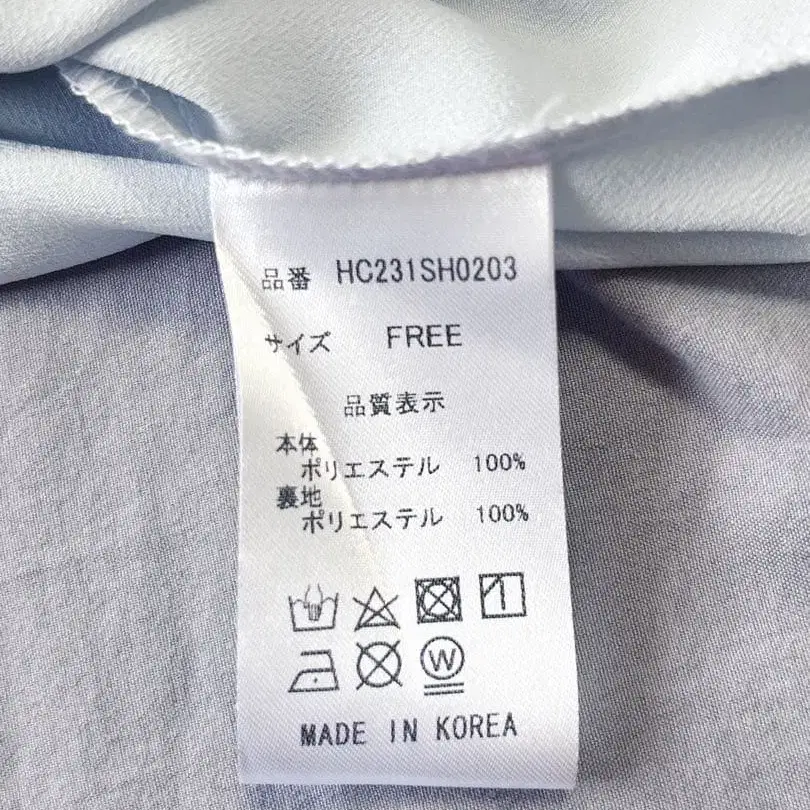 品番 HC231SH0203
サイズ FREE
品質表示
本体
ポリエステル 100%
裏地
ポリエステル 100%
W
MADE IN KOREA